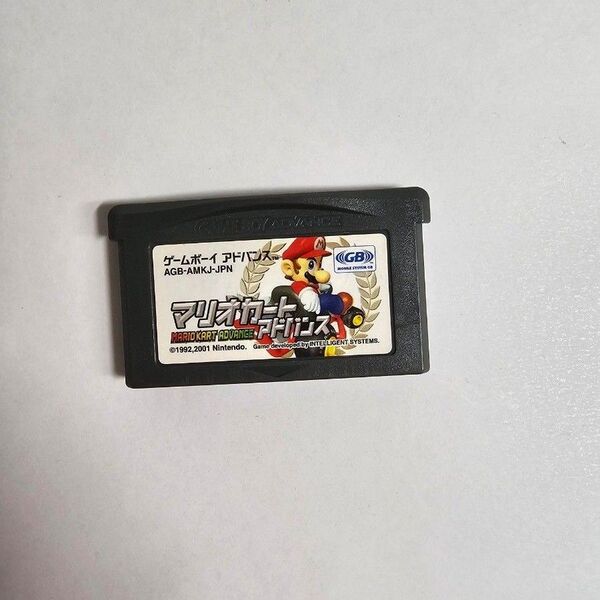 GAME BOY ADVANCE
ゲームボーイ アドバンス™
AGB-AMKJ-JPN
GB
MOBILE SYSTEM GB
M
マリオカート
アドバンス
MARIO KART ADVANCE
©1992,2001 Nintendo. Game developed by INTELLIGENT SYSTEMS.